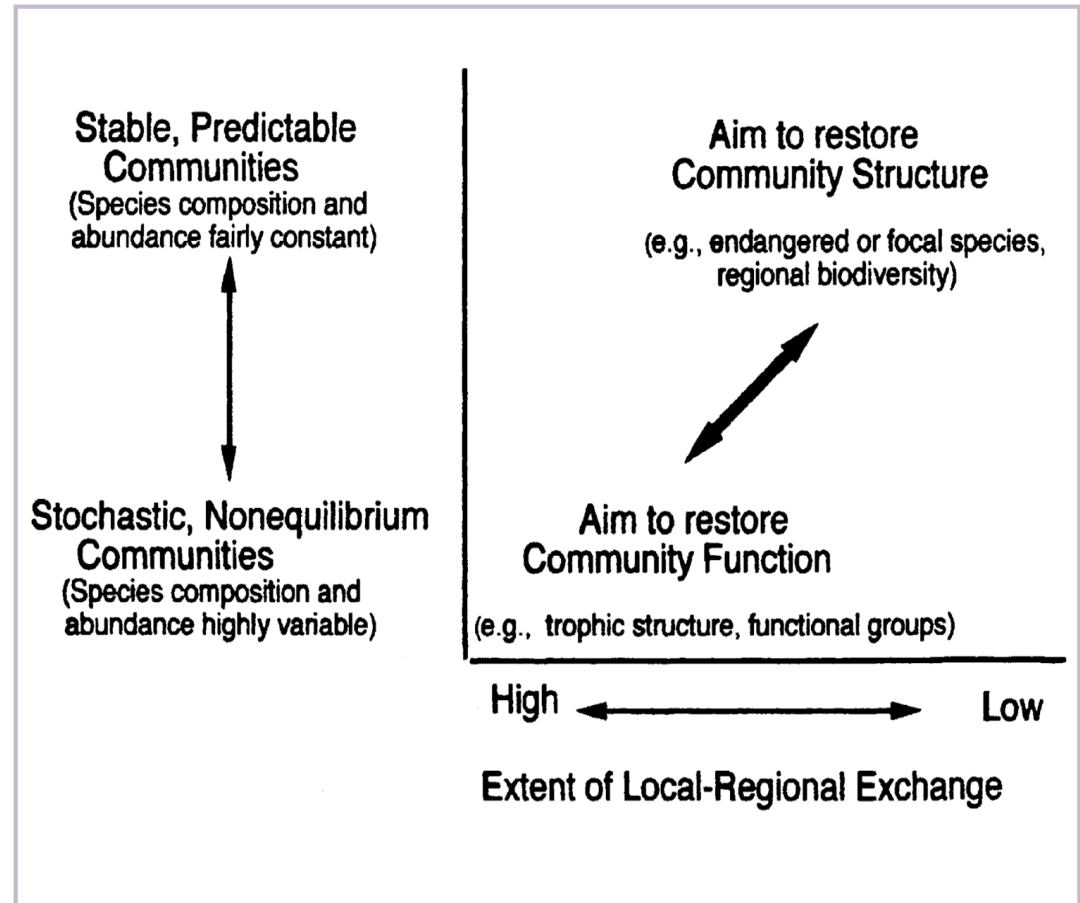 Stable, Predictable
Communities
(Species composition and
abundance fairly constant)
Stochastic, Nonequilibrium
Communities
(Species composition and
abundance highly variable)
Aim to restore
Community Structure
(e.g., endangered or focal species,
regional biodiversity)
Aim to restore
Community Function
(e.g., trophic structure, functional groups)
High
Low
Extent of Local-Regional Exchange